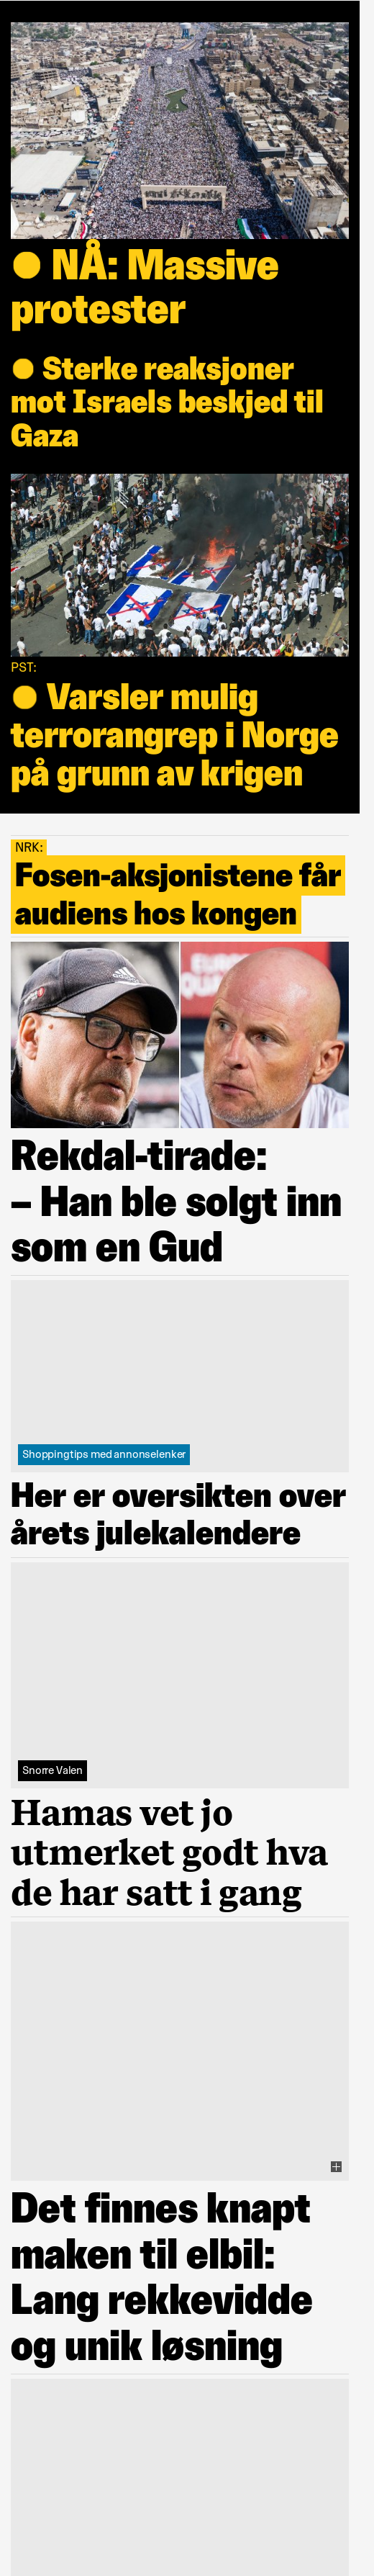 NÅ: Massive
protester
Sterke reaksjoner
mot Israels beskjed til
Gaza
PST:
Varsler mulig
terrorangrep i Norge
på grunn av krigen
NRK:
Fosen-aksjonistene får
audiens hos kongen
adidas
Rekdal-tirade:
– Han ble solgt inn
som en Gud
Shoppingtips med annonselenker
Her er oversikten over
årets julekalendere
Snorre Valen
Hamas vet jo
utmerket godt hva
de har satt i gang
Det finnes knapt
maken til elbil:
Lang rekkevidde
og unik løsning